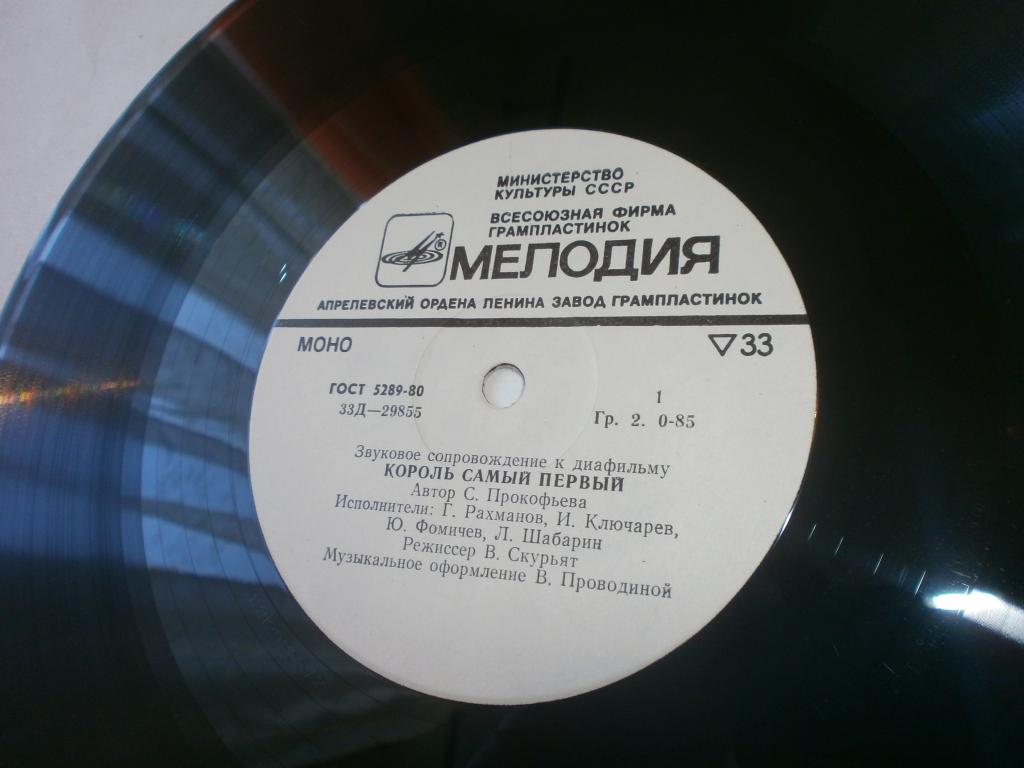 МИНИСТЕРСТВО
КУЛЬТУРЫ СССР
ВСЕСОЮЗНАЯ ФИРМА
ГРАМПЛАСТИНОК
МЕЛОДИЯ
АПРЕЛЕВСКИЙ ОРДЕНА ЛЕНИНА ЗАВОД ГРАМПЛАСТИНОК
МОНО
▽33
ГОСТ 5289-80
33Д—29855
1
Гр. 2. 0-85
Звуковое сопровождение к диафильму
КОРОЛЬ САМЫЙ ПЕРВЫЙ
Автор С. Прокофьева
Исполнители: Г. Рахманов, И. Ключарев,
Ю. Фомичев, Л. Шабарин
Режиссер В. Скурьят
Музыкальное оформление В. Проводиной